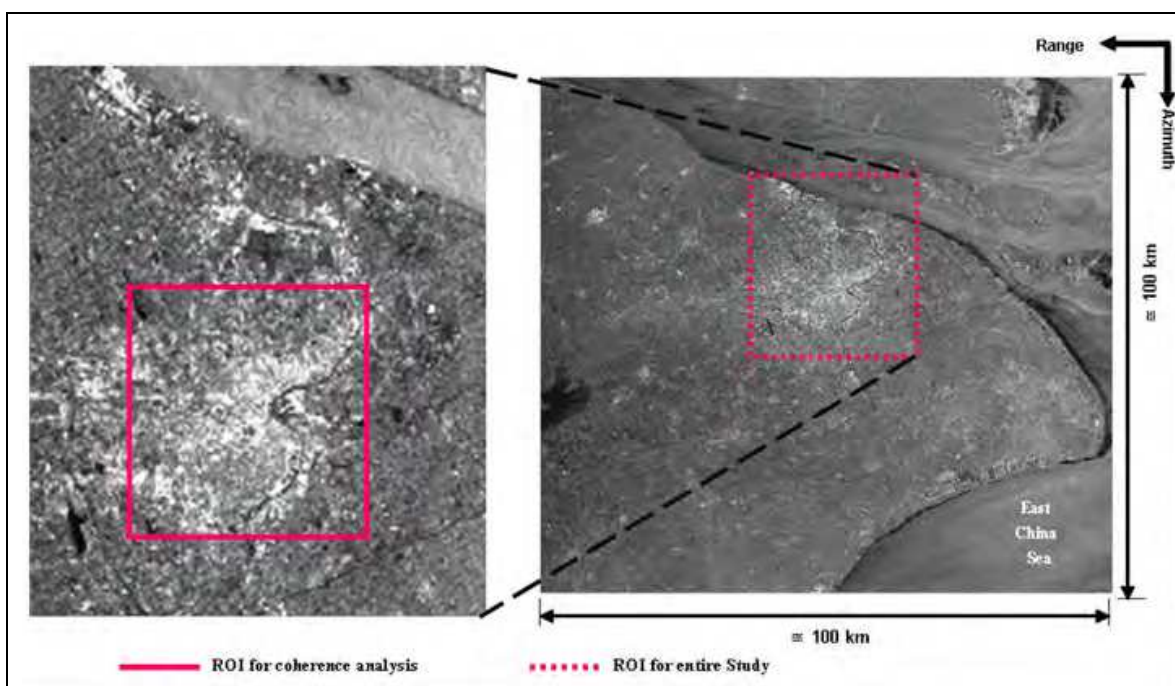 Range
Azimuth
≅ 100 km
East
China
Sea
≅ 100 km
ROI for coherence analysis
ROI for entire Study